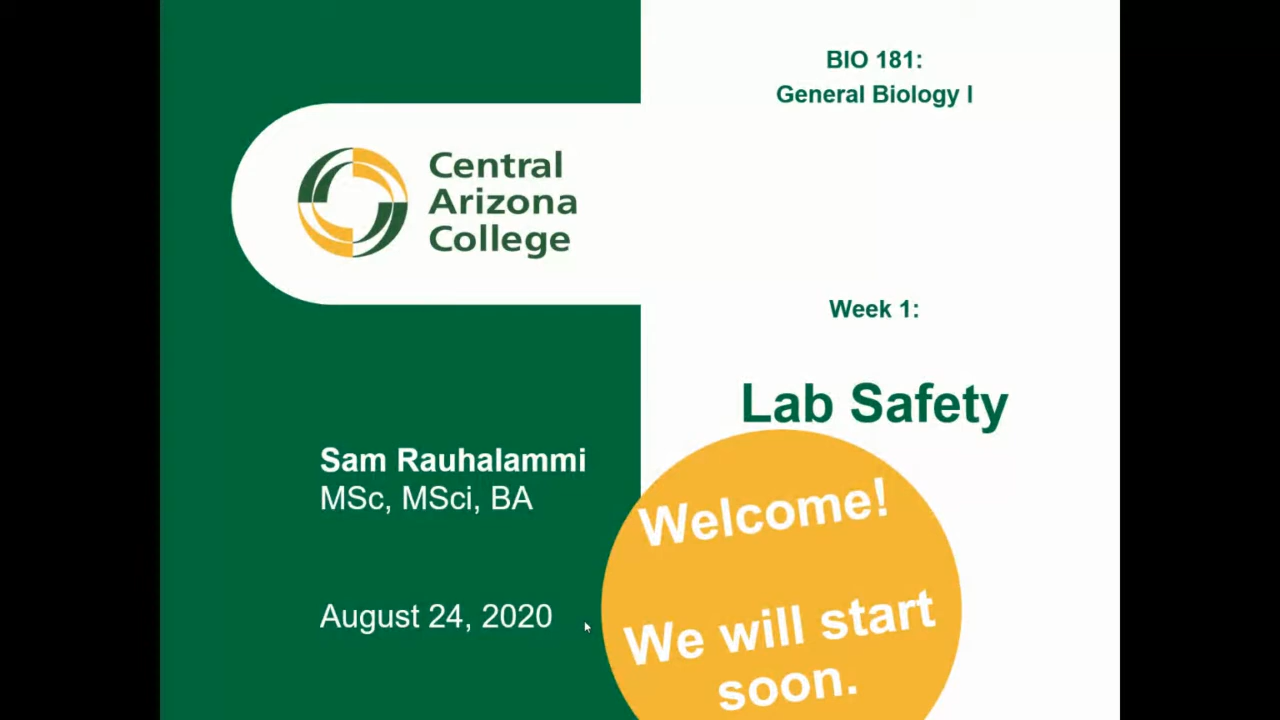 BIO 181:
General Biology I
Central
Arizona
College
Week 1:
Lab Safety
Sam Rauhalammi
MSc, MSci, BA
August 24, 2020
Welcome!
We will start
soon.